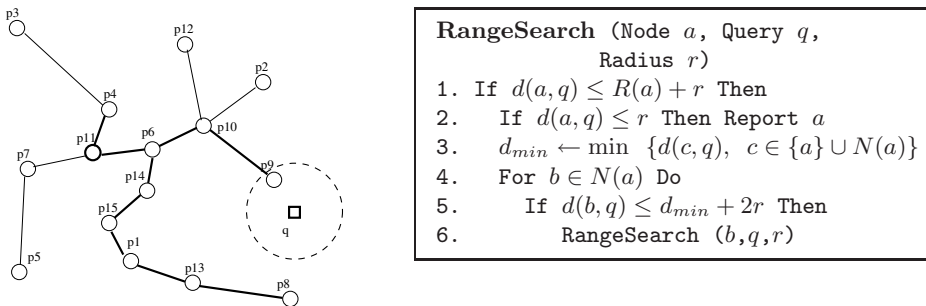 p3
p12
p2
p4
p11
p6
p10
p7
p9
p14
p15
q
p1
p5
p13
p8
RangeSearch (Node a, Query q,
Radius r)
1. If d(a, q) ≤ R(a) + r Then
2. If d(a, q) ≤ r Then Report a
3. d_min ← min {d(c, q), c ∈ {a} ∪ N(a)}
4. For b ∈ N(a) Do
5. If d(b, q) ≤ d_min + 2r Then
6. RangeSearch (b,q,r)